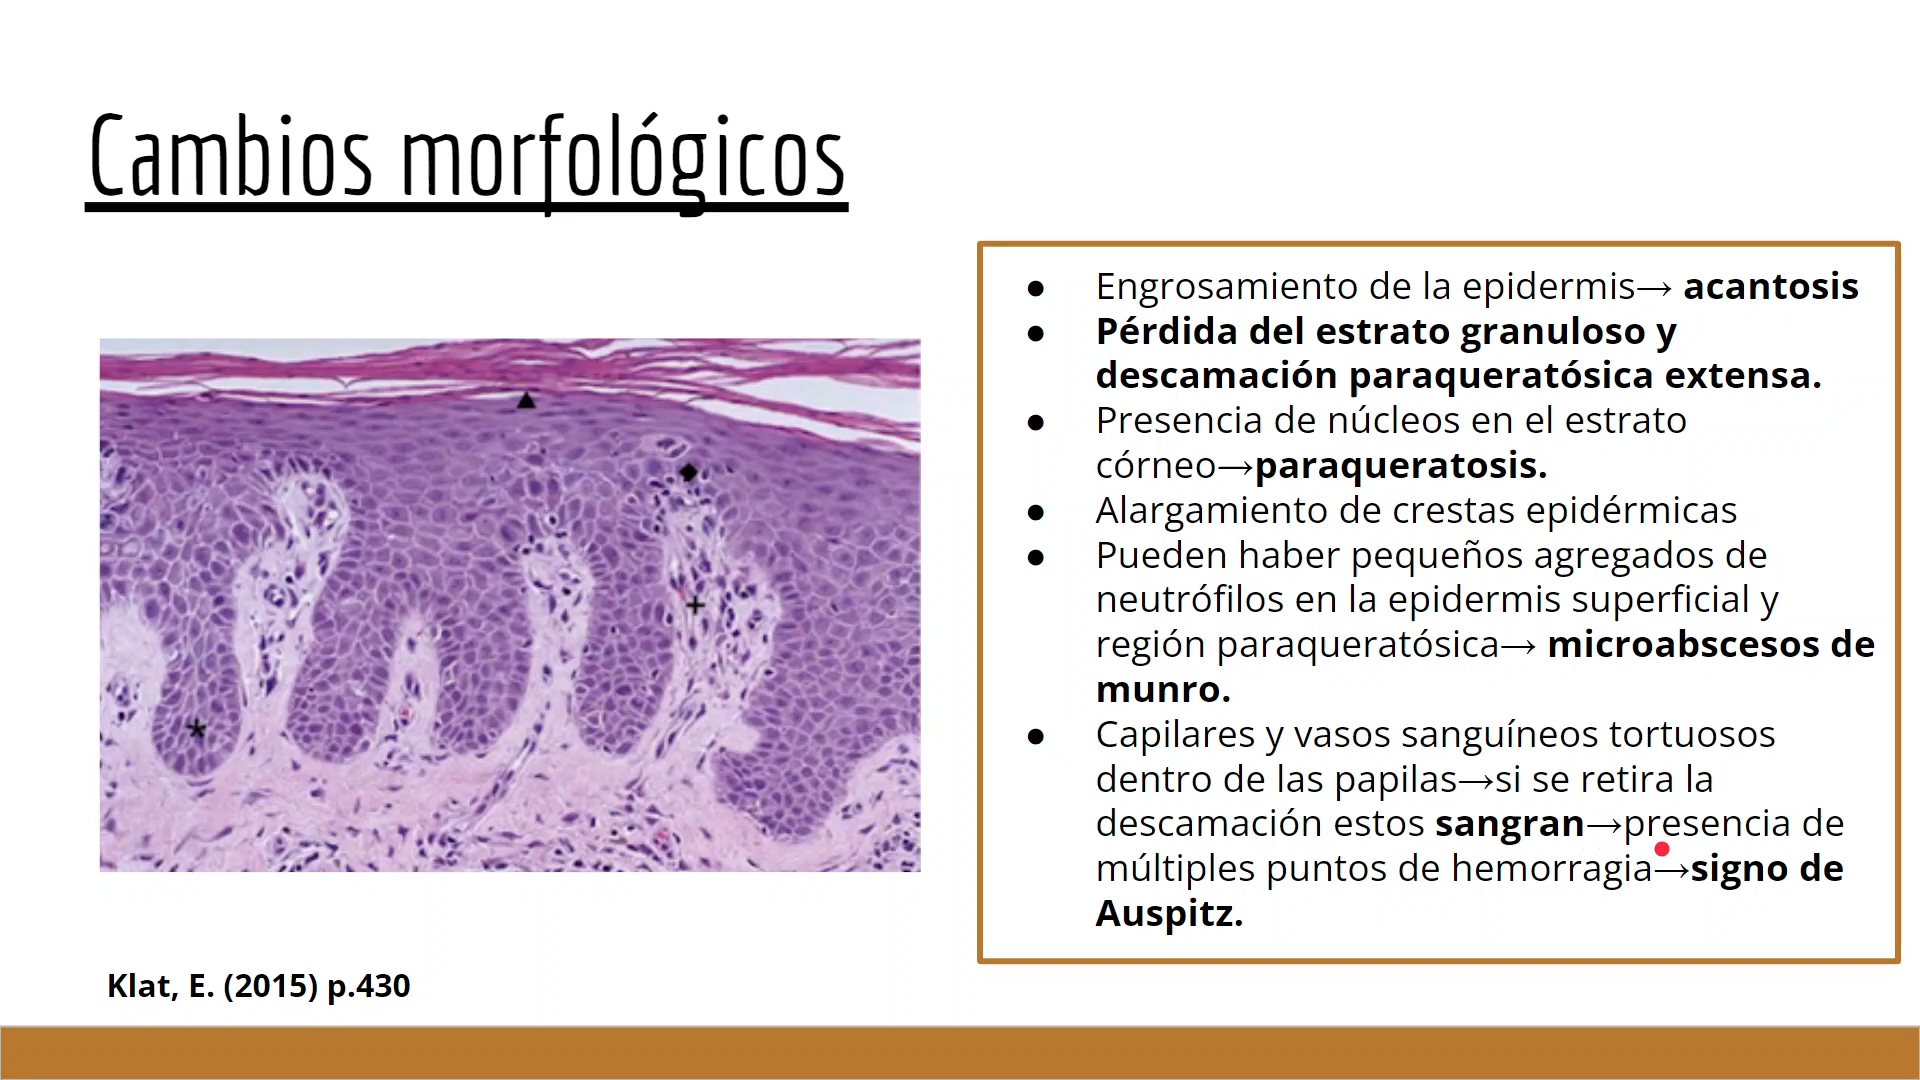 Cambios morfológicos
● Engrosamiento de la epidermis→ acantosis
● Pérdida del estrato granuloso y
descamación paraqueratósica extensa.
● Presencia de núcleos en el estrato
córneo→paraqueratosis.
● Alargamiento de crestas epidérmicas
● Pueden haber pequeños agregados de
neutrófilos en la epidermis superficial y
región paraqueratósica→ microabscesos de
munro.
● Capilares y vasos sanguíneos tortuosos
dentro de las papilas→si se retira la
descamación estos sangran→presencia de
múltiples puntos de hemorragia→signo de
Auspitz.
Klat, E. (2015) p.430